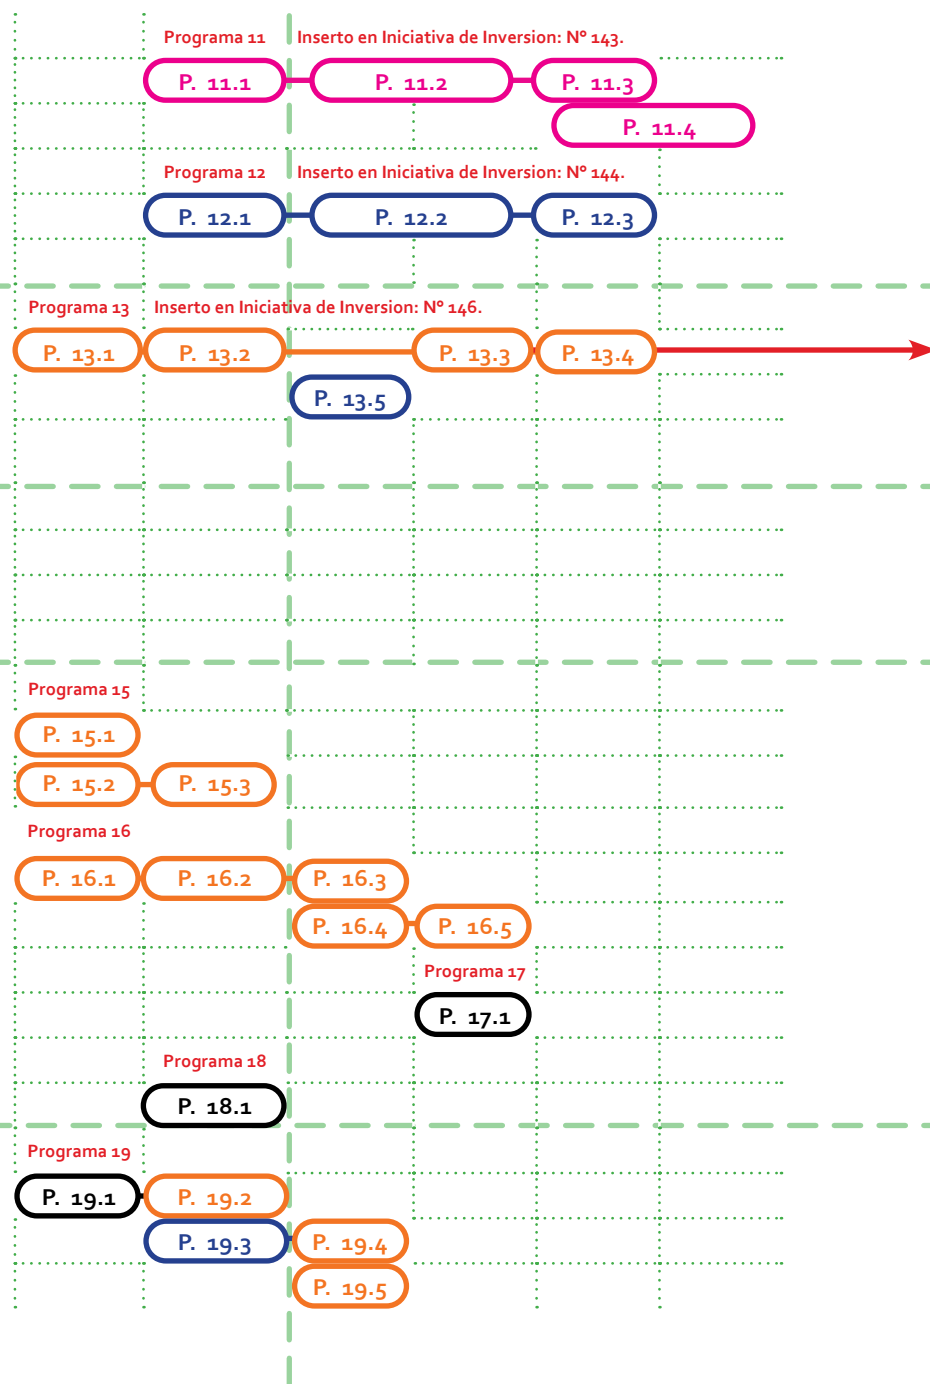 Programa 11 Inserto en Iniciativa de Inversion: Nº 143.
P. 11.1 P. 11.2 P. 11.3
P. 11.4
Programa 12 Inserto en Iniciativa de Inversion: Nº 144.
P. 12.1 P. 12.2 P. 12.3
Programa 13 Inserto en Iniciativa de Inversion: Nº 146.
P. 13.1 P. 13.2 P. 13.3 P. 13.4
P. 13.5
Programa 15
P. 15.1
P. 15.2 P. 15.3
Programa 16
P. 16.1 P. 16.2 P. 16.3
P. 16.4 P. 16.5
Programa 17
P. 17.1
Programa 18
P. 18.1
Programa 19
P. 19.1 P. 19.2
P. 19.3 P. 19.4
P. 19.5